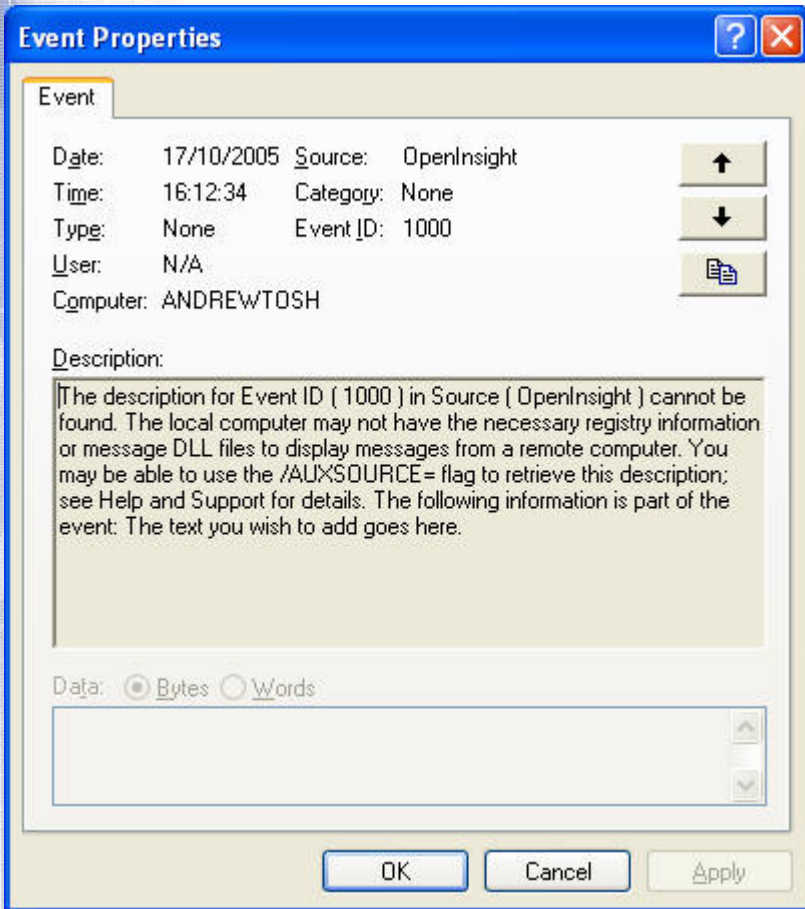 Event Properties
Event
Date: 17/10/2005 Source: OpenInsight
Time: 16:12:34 Category: None
Type: None Event ID: 1000
User: N/A
Computer: ANDREWTOSH
Description:
The description for Event ID ( 1000 ) in Source ( OpenInsight ) cannot be
found. The local computer may not have the necessary registry information
or message DLL files to display messages from a remote computer. You
may be able to use the /AUXSOURCE= flag to retrieve this description;
see Help and Support for details. The following information is part of the
event: The text you wish to add goes here.
Data: Bytes Words
OK Cancel Apply